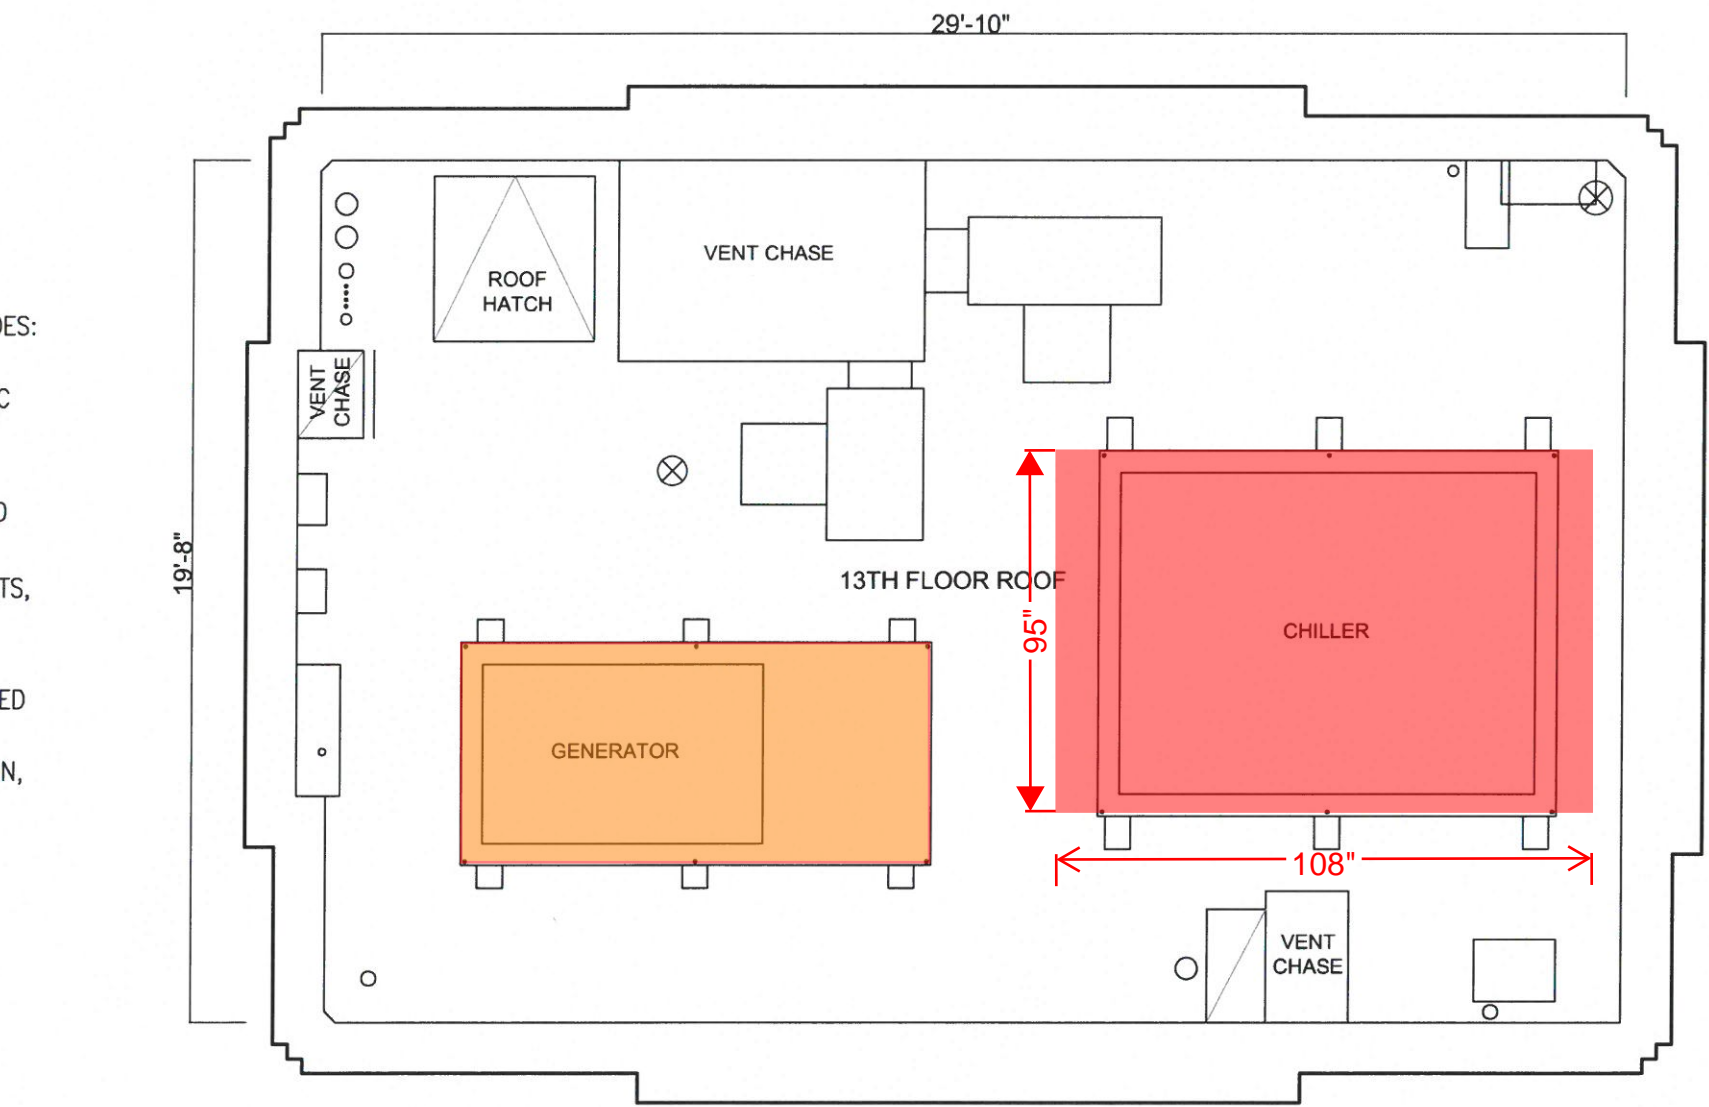 29'-10"
VENT CHASE
ROOF
HATCH
DES:
VENT
CHASE
C
D
19'-8"
13TH FLOOR ROOF
TS,
95"
CHILLER
ED
GENERATOR
N,
108"
VENT
CHASE